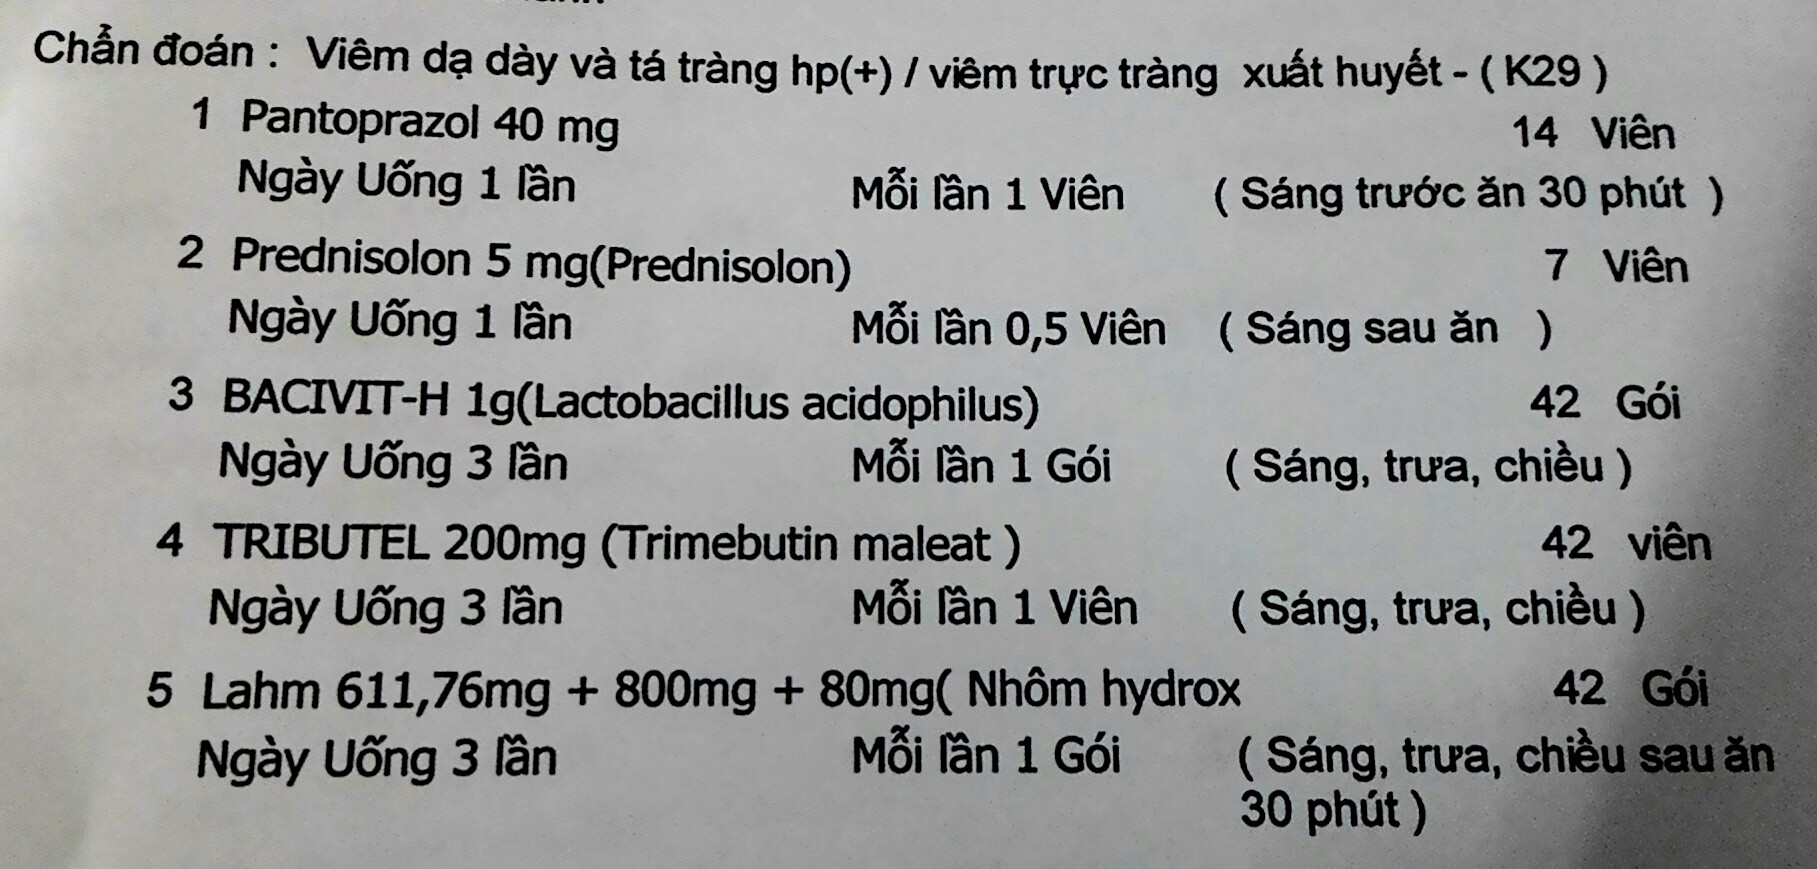 Chẩn đoán : Viêm dạ dày và tá tràng hp(+) / viêm trực tràng xuất huyết - ( K29 )
1 Pantoprazol 40 mg 14 Viên
Ngày Uống 1 lần Mỗi lần 1 Viên ( Sáng trước ăn 30 phút )
2 Prednisolon 5 mg(Prednisolon) 7 Viên
Ngày Uống 1 lần Mỗi lần 0,5 Viên ( Sáng sau ăn )
3 BACIVIT-H 1g(Lactobacillus acidophilus) 42 Gói
Ngày Uống 3 lần Mỗi lần 1 Gói ( Sáng, trưa, chiều )
4 TRIBUTEL 200mg (Trimebutin maleat ) 42 viên
Ngày Uống 3 lần Mỗi lần 1 Viên ( Sáng, trưa, chiều )
5 Lahm 611,76mg + 800mg + 80mg( Nhôm hydrox 42 Gói
Ngày Uống 3 lần Mỗi lần 1 Gói ( Sáng, trưa, chiều sau ăn
30 phút )